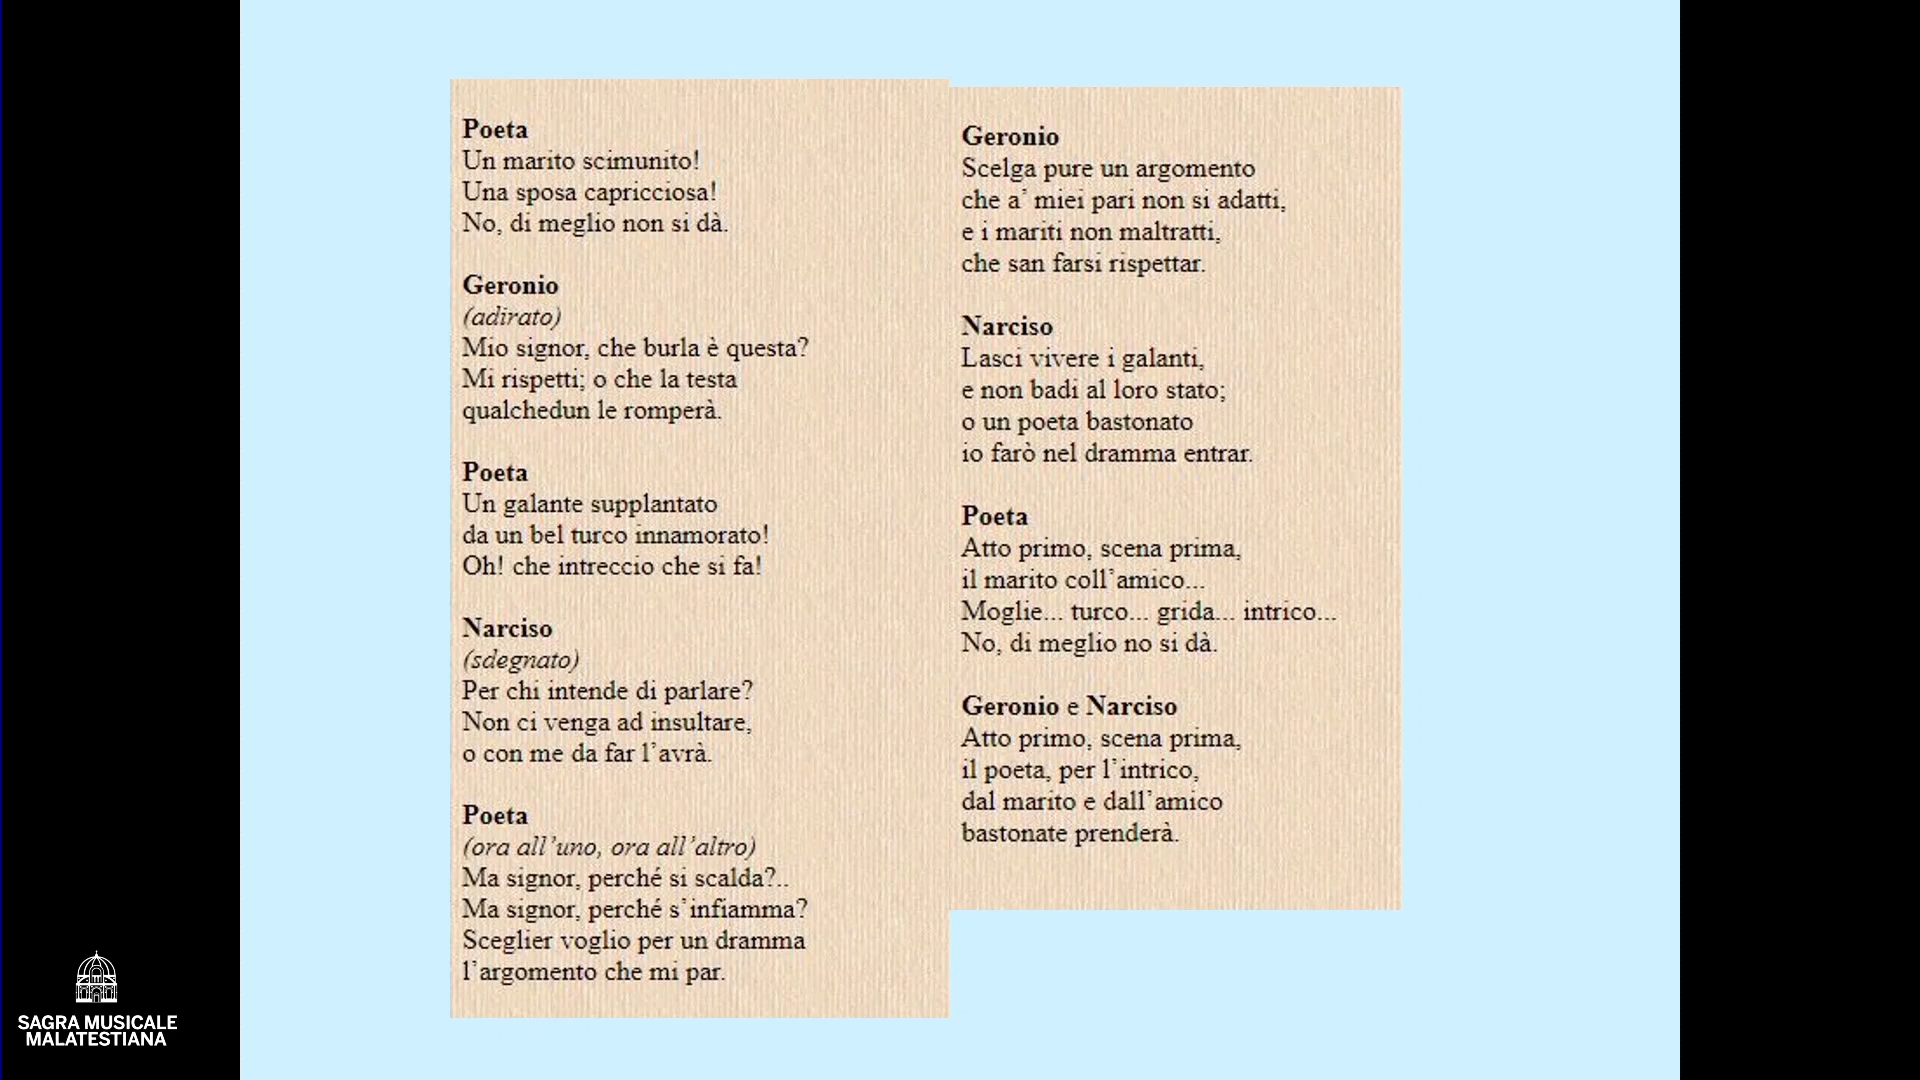 Poeta
Un marito scimunito!
Una sposa capricciosa!
No, di meglio non si dà.
Geronio
(adirato)
Mio signor, che burla è questa?
Mi rispetti; o che la testa
qualchedun le romperà.
Poeta
Un galante supplantato
da un bel turco innamorato!
Oh! che intreccio che si fa!
Narciso
(sdegnato)
Per chi intende di parlare?
Non ci venga ad insultare,
o con me da far l'avrà.
Poeta
(ora all'uno, ora all'altro)
Ma signor, perché si scalda?..
Ma signor, perché s'infiamma?
Sceglier voglio per un dramma
l'argomento che mi par.
Geronio
Scelga pure un argomento
che a' miei pari non si adatti,
e i mariti non maltratti,
che san farsi rispettar.
Narciso
Lasci vivere i galanti,
e non badi al loro stato;
o un poeta bastonato
io farò nel dramma entrar.
Poeta
Atto primo, scena prima,
il marito coll'amico...
Moglie... turco... grida... intrico...
No, di meglio no si dà.
Geronio e Narciso
Atto primo, scena prima,
il poeta, per l'intrico,
dal marito e dall'amico
bastonate prenderà.
SAGRA MUSICALE
MALATESTIANA